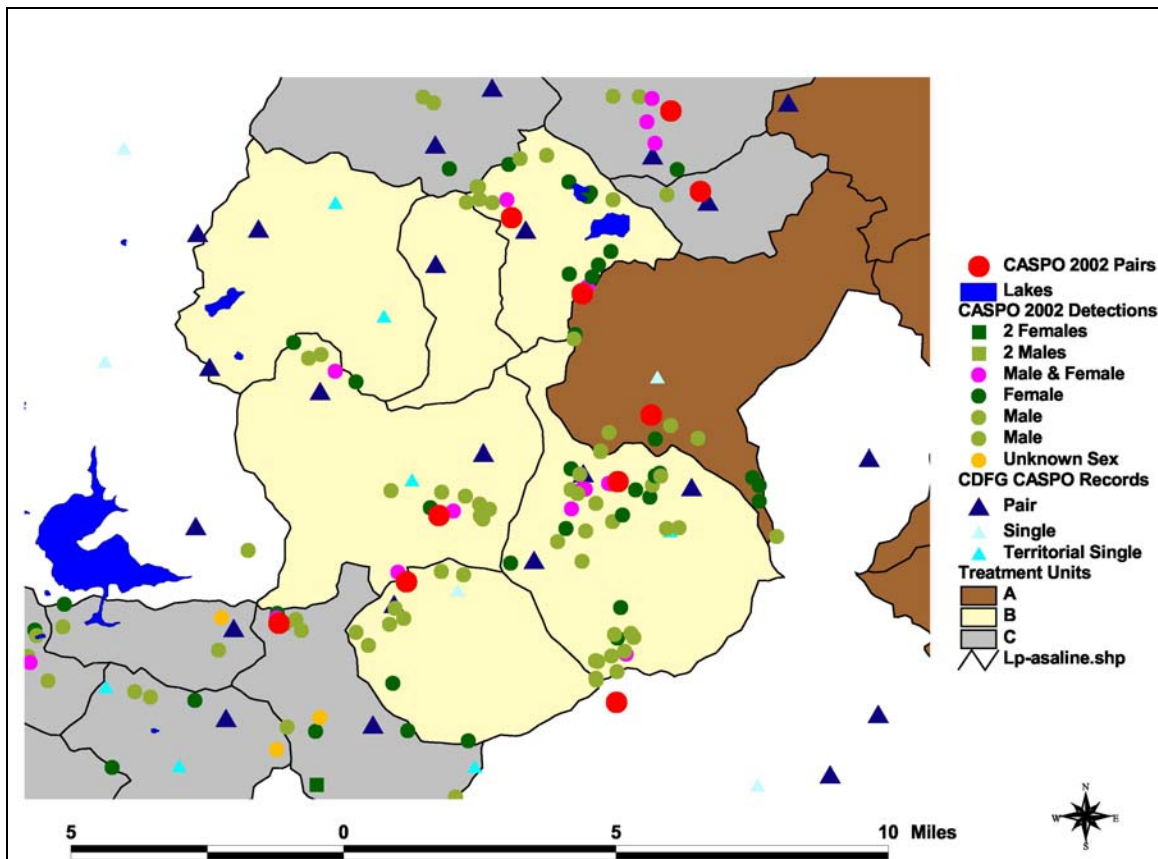 CASPO 2002 Pairs
Lakes
CASPO 2002 Detections
2 Females
2 Males
Male & Female
Female
Male
Male
Unknown Sex
CDFG CASPO Records
Pair
Single
Territorial Single
Treatment Units
A
B
C
Lp-asaline.shp
N
W E
S
5 0 5 10 Miles